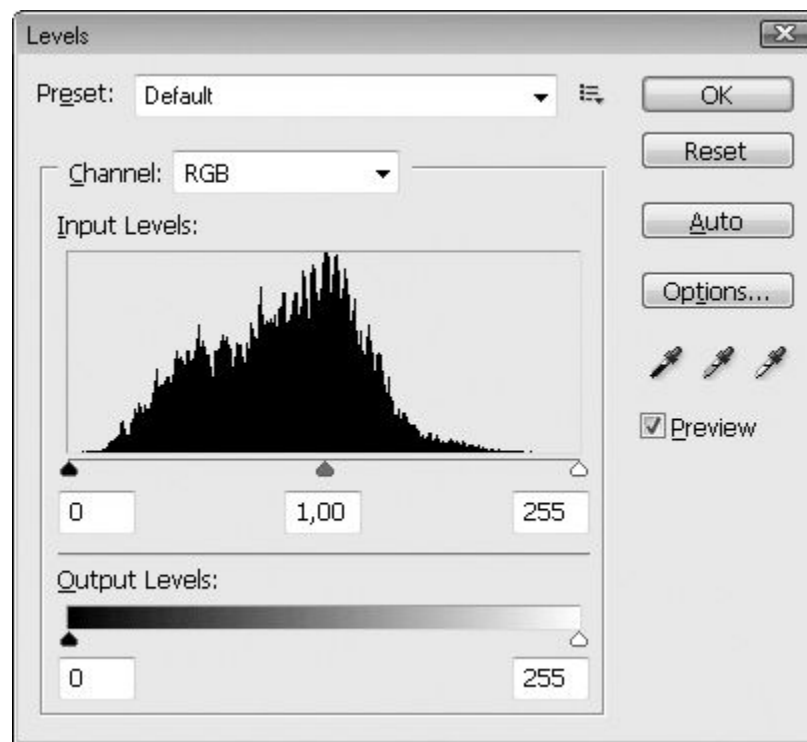 Levels
Preset: Default
OK
Reset
Channel: RGB
Auto
Input Levels:
Options...
Preview
0 1,00 255
Output Levels:
0 255